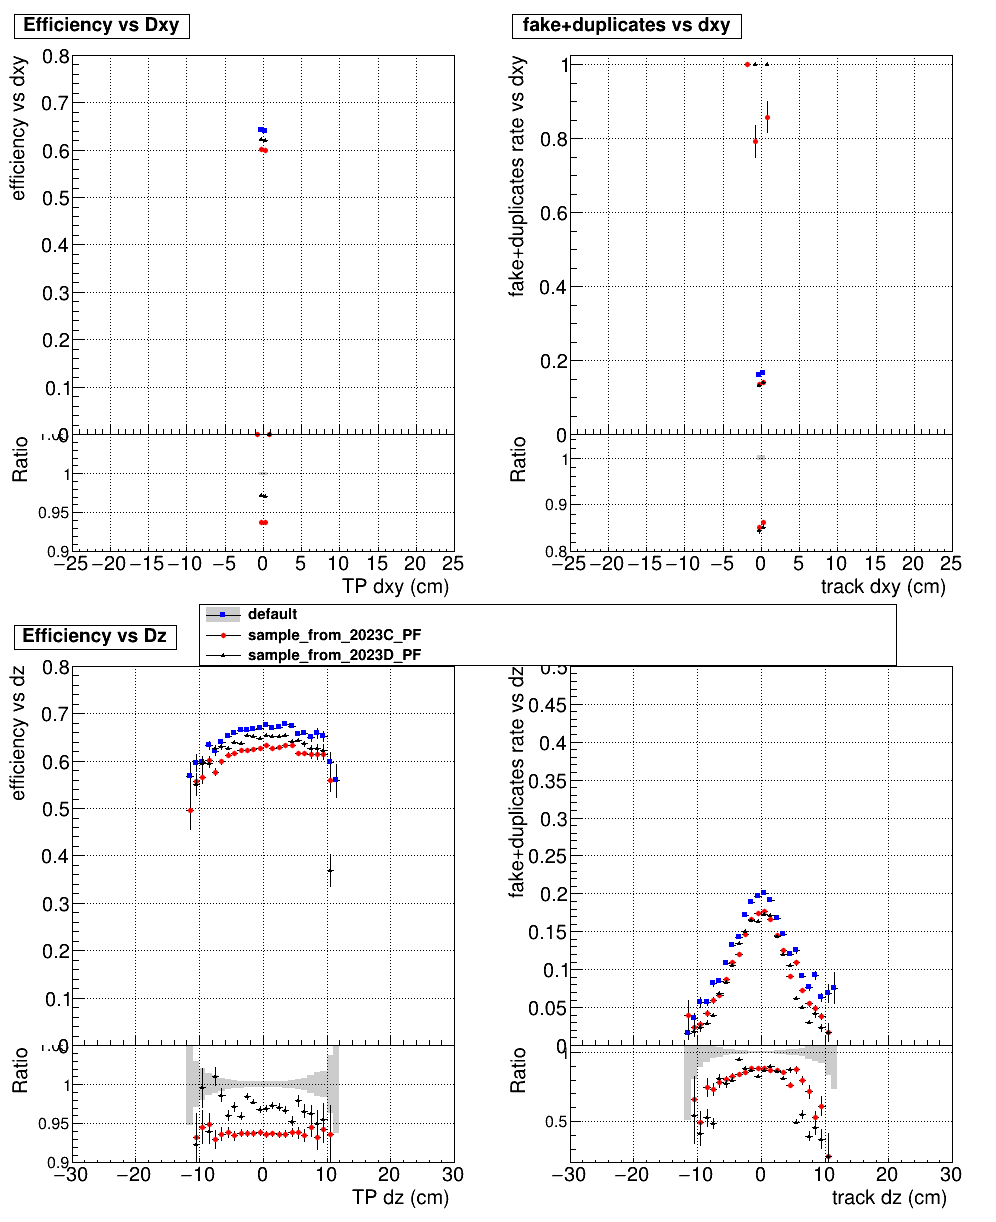 Efficiency vs Dxy
efficiency vs dxy
0.8
0.7
0.6
0.5
0.4
0.3
0.2
0.1
0
Ratio
1
0.95
0.9
−25 −20 −15 −10 −5 0 5 10 15 20 25
TP dxy (cm)
fake+duplicates vs dxy
fake+duplicates rate vs dxy
1
0.8
0.6
0.4
0.2
0
Ratio
1
0.9
0.8
−25 −20 −15 −10 −5 0 5 10 15 20 25
track dxy (cm)
default
sample_from_2023C_PF
sample_from_2023D_PF
Efficiency vs Dz
efficiency vs dz
0.8
0.7
0.6
0.5
0.4
0.3
0.2
0.1
0
Ratio
1
0.95
0.9
−30 −20 −10 0 10 20 30
TP dz (cm)
fake+duplicates rate vs dz
0.5
0.45
0.4
0.35
0.3
0.25
0.2
0.15
0.1
0.05
0
Ratio
1
0.5
−30 −20 −10 0 10 20 30
track dz (cm)